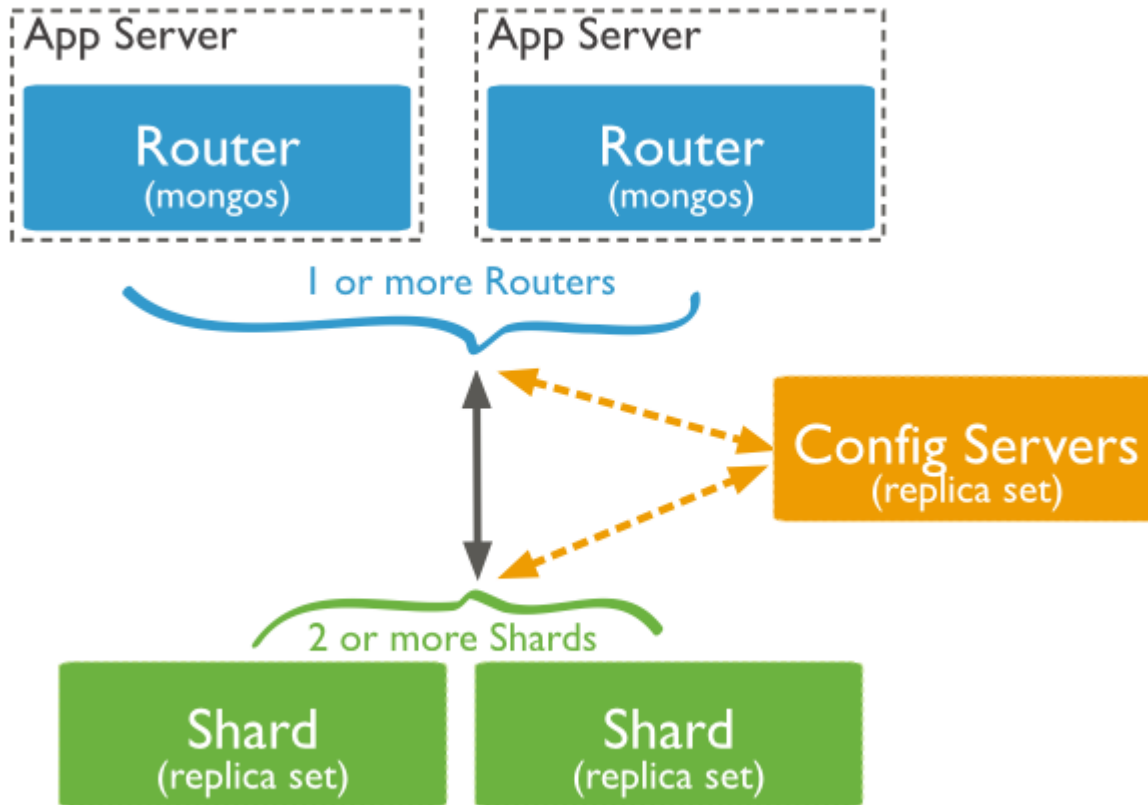 App Server
App Server
Router
(mongos)
Router
(mongos)
1 or more Routers
Config Servers
(replica set)
2 or more Shards
Shard
(replica set)
Shard
(replica set)